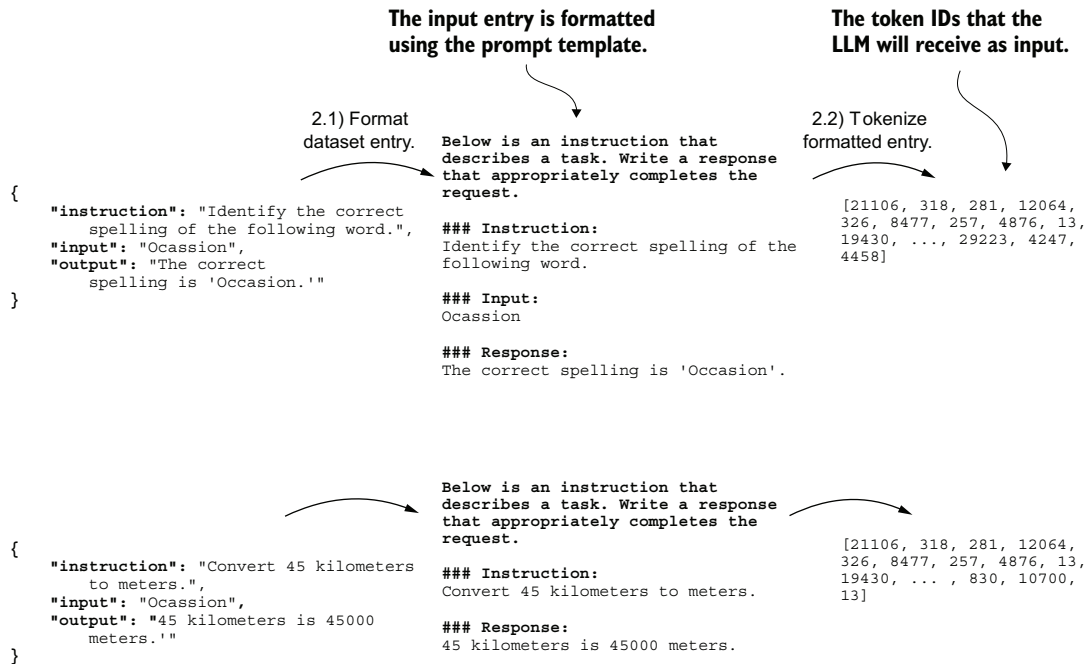 The input entry is formatted
using the prompt template.
The token IDs that the
LLM will receive as input.
2.1) Format
dataset entry.
2.2) Tokenize
formatted entry.
{
"instruction": "Identify the correct
spelling of the following word.",
"input": "Ocassion",
"output": "The correct
spelling is 'Occasion.'"
}
Below is an instruction that
describes a task. Write a response
that appropriately completes the
request.
### Instruction:
Identify the correct spelling of the
following word.
### Input:
Ocassion
### Response:
The correct spelling is 'Occasion'.
[21106, 318, 281, 12064,
326, 8477, 257, 4876, 13,
19430, ..., 29223, 4247,
4458]
{
"instruction": "Convert 45 kilometers
to meters.",
"input": "Ocassion",
"output": "45 kilometers is 45000
meters.'"
}
Below is an instruction that
describes a task. Write a response
that appropriately completes the
request.
### Instruction:
Convert 45 kilometers to meters.
### Response:
45 kilometers is 45000 meters.
[21106, 318, 281, 12064,
326, 8477, 257, 4876, 13,
19430, ... , 830, 10700,
13]